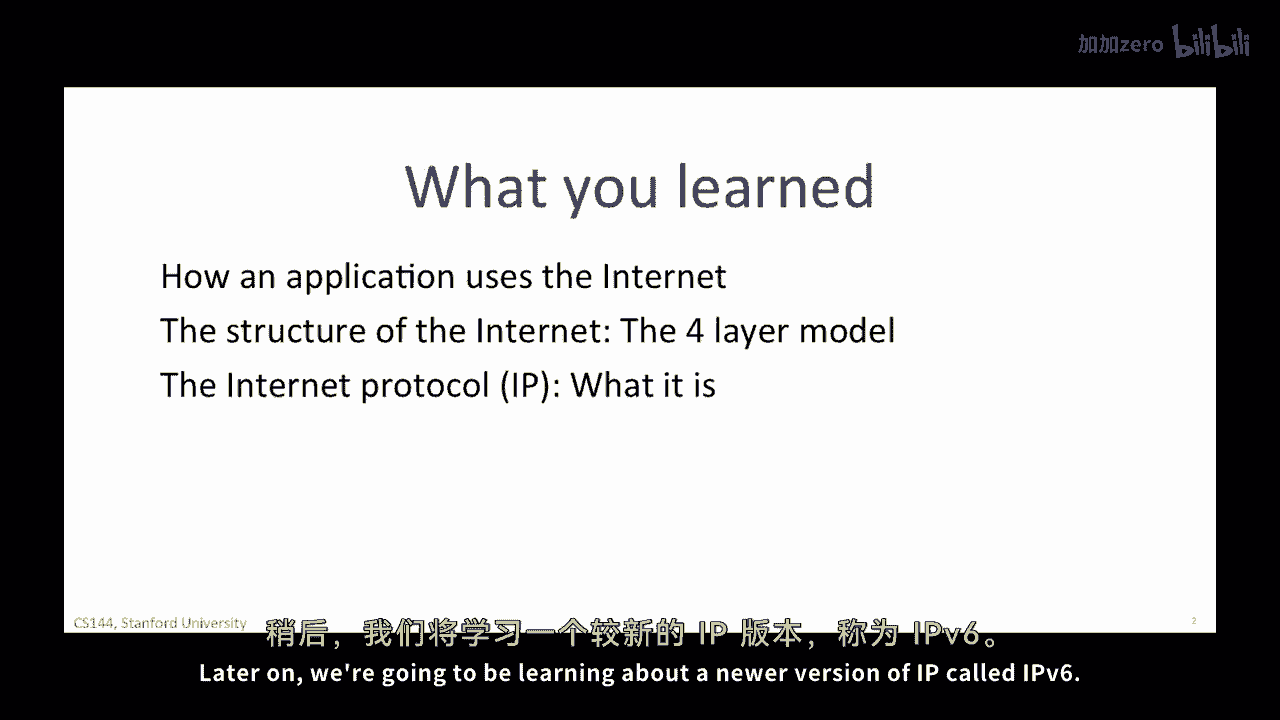 加加zero bilibili
What you learned
How an application uses the Internet
The structure of the Internet: The 4 layer model
The Internet protocol (IP): What it is
CS144, Stanford University
2
稍后，我们将学习一个较新的 IP 版本，称为 IPv6。
Later on, we're going to be learning about a newer version of IP called IPv6.